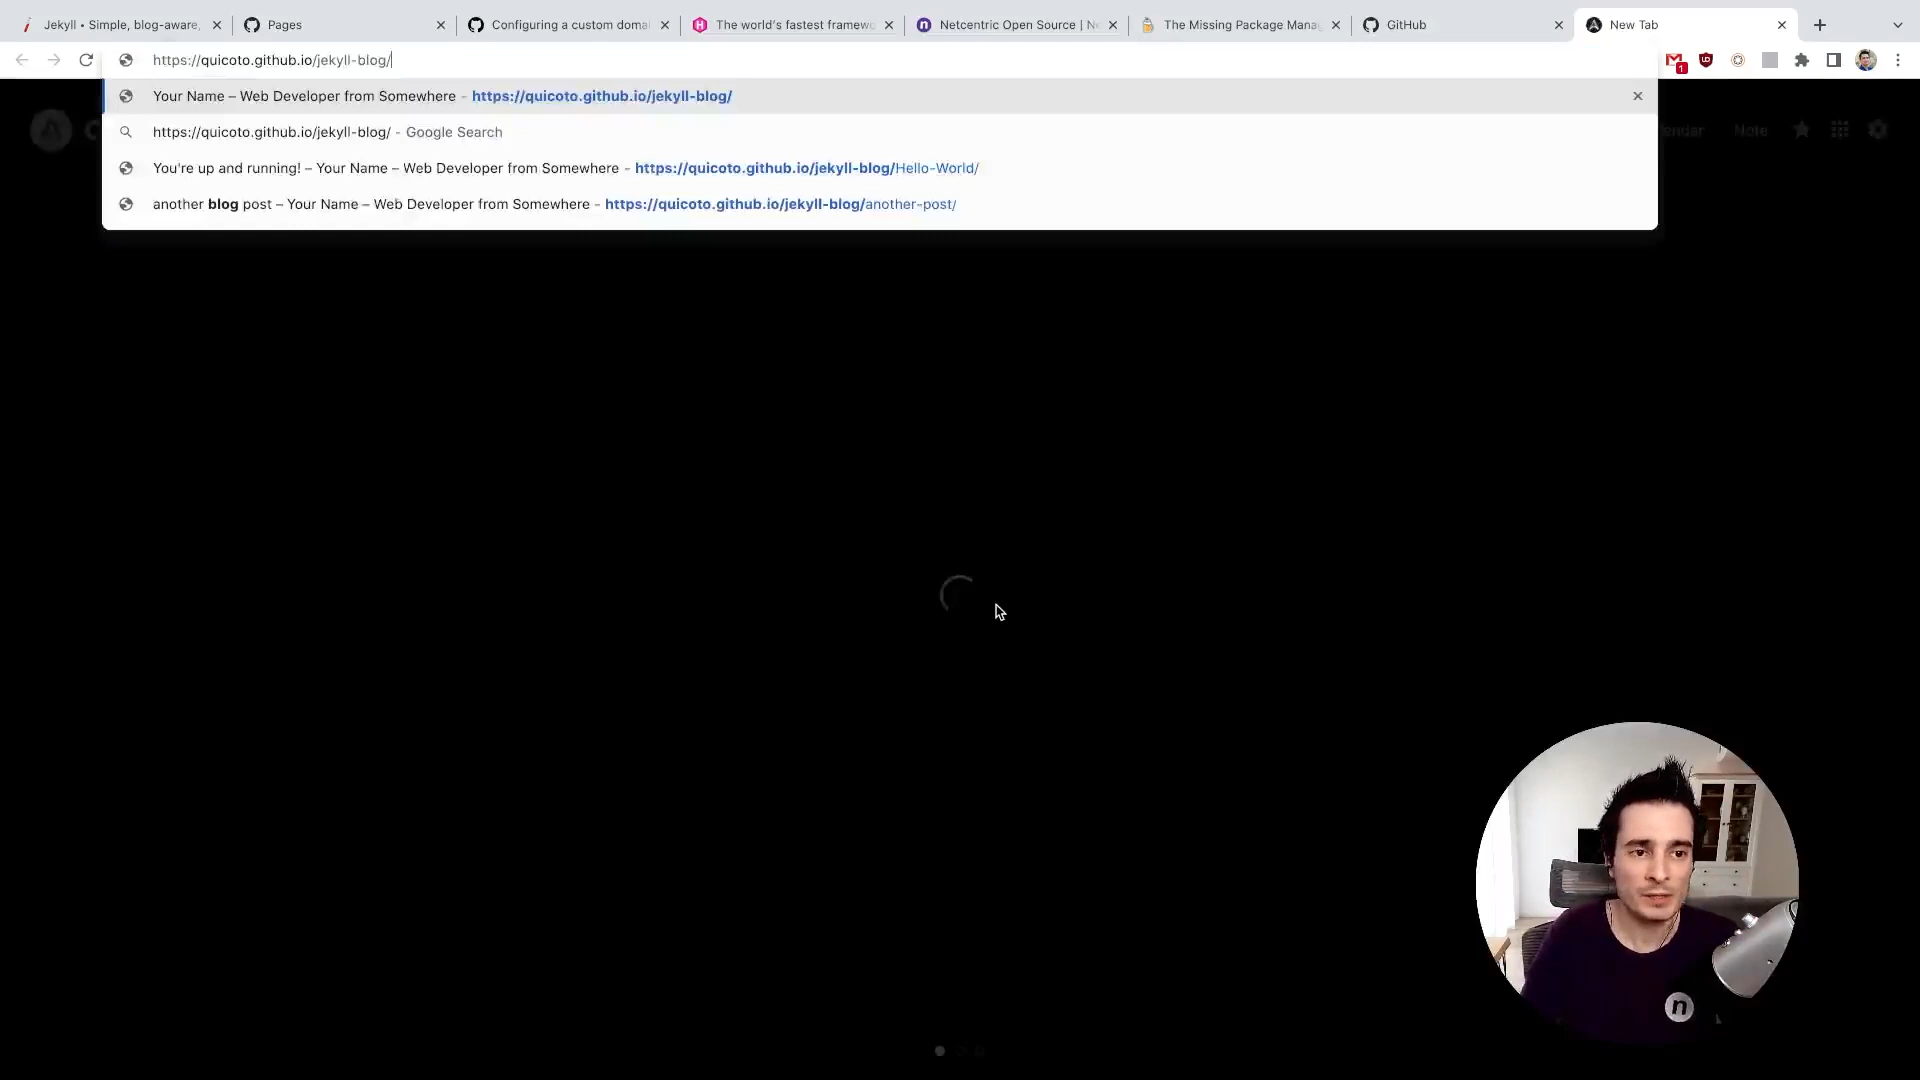 Jekyll • Simple, blog-aware,
Pages
Configuring a custom doma
The world's fastest framewo
Netcentric Open Source | Ne
The Missing Package Mana
GitHub
New Tab
https://quicoto.github.io/jekyll-blog/
1
Your Name – Web Developer from Somewhere - https://quicoto.github.io/jekyll-blog/
https://quicoto.github.io/jekyll-blog/ - Google Search
Note
You're up and running! – Your Name – Web Developer from Somewhere - https://quicoto.github.io/jekyll-blog/Hello-World/
another blog post – Your Name – Web Developer from Somewhere - https://quicoto.github.io/jekyll-blog/another-post/
n